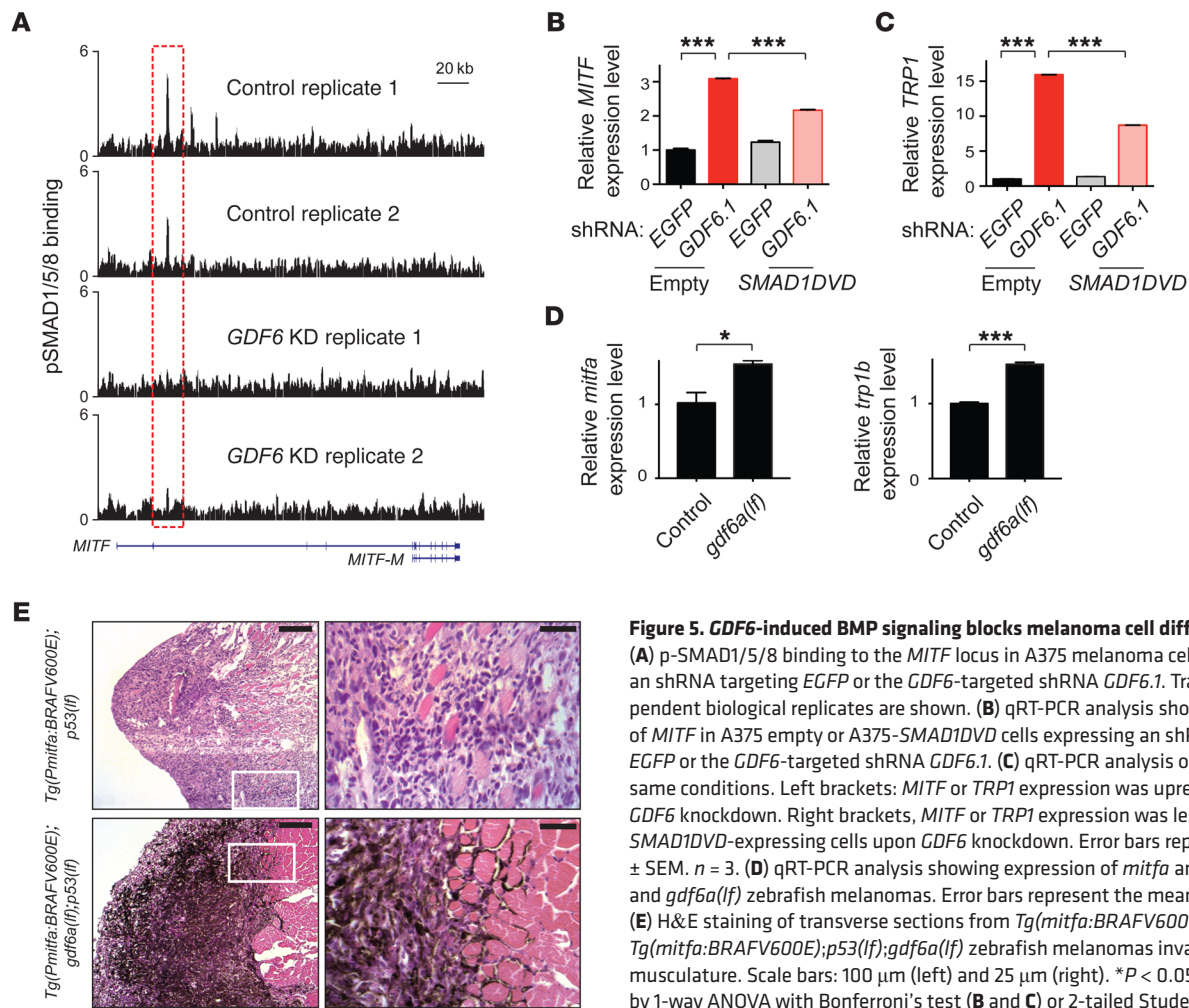 A
6
0
Control replicate 1
20 kb
6
0
Control replicate 2
6
0
GDF6 KD replicate 1
6
0
GDF6 KD replicate 2
pSMAD1/5/8 binding
MITF
MITF-M
B
Relative MITF
expression level
3
2
1
0
***
***
shRNA:
EGFP
GDF6.1
EGFP
GDF6.1
Empty
SMAD1DVD
C
Relative TRP1
expression level
15
10
5
0
***
***
shRNA:
EGFP
GDF6.1
EGFP
GDF6.1
Empty
SMAD1DVD
D
Relative mitfa
expression level
1
0
*
Control
gdf6a(lf)
Relative trp1b
expression level
1
0
***
Control
gdf6a(lf)
E
Tg(Pmitfa:BRAFV600E);
p53(lf)
Tg(Pmitfa:BRAFV600E);
gdf6a(lf);p53(lf)
Figure 5. GDF6-induced BMP signaling blocks melanoma cell diff
(A) p-SMAD1/5/8 binding to the MITF locus in A375 melanoma cel
an shRNA targeting EGFP or the GDF6-targeted shRNA GDF6.1. Tra
pendent biological replicates are shown. (B) qRT-PCR analysis sho
of MITF in A375 empty or A375-SMAD1DVD cells expressing an sh
EGFP or the GDF6-targeted shRNA GDF6.1. (C) qRT-PCR analysis o
same conditions. Left brackets: MITF or TRP1 expression was upre
GDF6 knockdown. Right brackets, MITF or TRP1 expression was le
SMAD1DVD-expressing cells upon GDF6 knockdown. Error bars rep
± SEM. n = 3. (D) qRT-PCR analysis showing expression of mitfa an
and gdf6a(lf) zebrafish melanomas. Error bars represent the mear
(E) H&E staining of transverse sections from Tg(mitfa:BRAFV600
Tg(mitfa:BRAFV600E);p53(lf);gdf6a(lf) zebrafish melanomas inva
musculature. Scale bars: 100 μm (left) and 25 μm (right). *P < 0.05
by 1-way ANOVA with Bonferroni's test (B and C) or 2-tailed Stude